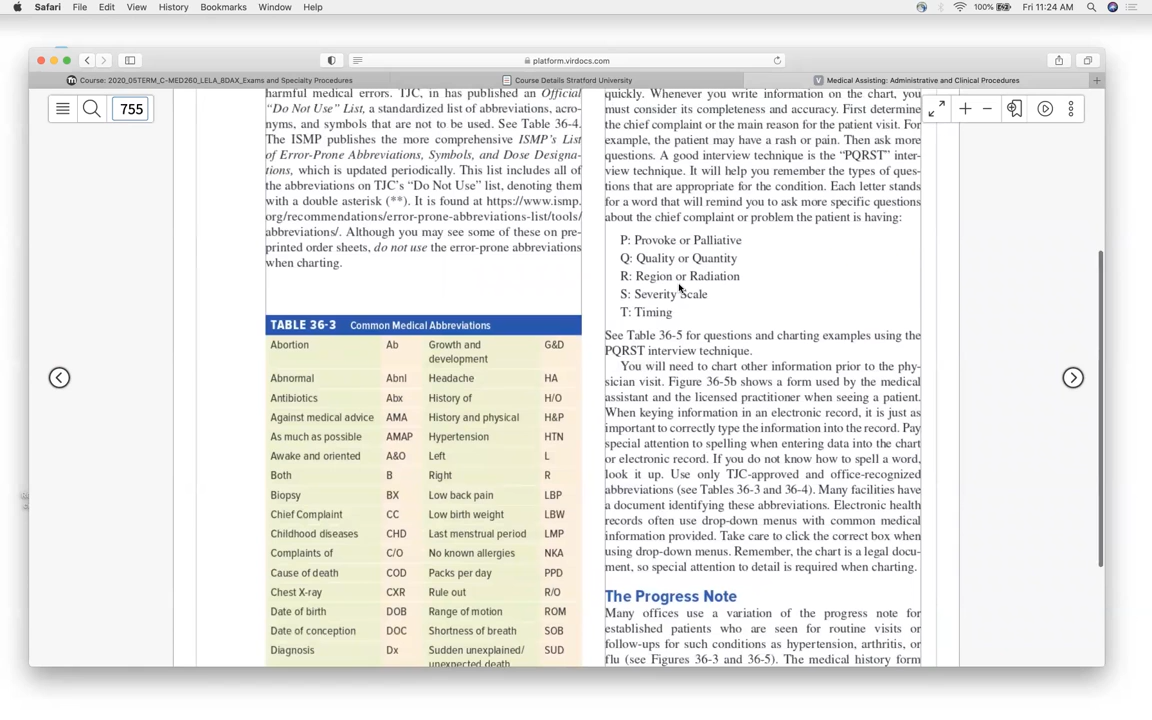 Safari File Edit View History Bookmarks Window Help 100% Fri 11:24 AM
platform.virdocs.com
Course: 2020_05TERM_C-MED260_LELA_8DAX_Exams and Specialty Procedures
Course Details Stratford University
Medical Assisting: Administrative and Clinical Procedures
755
harmful medical errors. TJC, in has published an Official
“Do Not Use” List, a standardized list of abbreviations, acro-
nyms, and symbols that are not to be used. See Table 36-4.
The ISMP publishes the more comprehensive ISMP’s List
of Error-Prone Abbreviations, Symbols, and Dose Designa-
tions, which is updated periodically. This list includes all of
the abbreviations on TJC’s “Do Not Use” list, denoting them
with a double asterisk (**). It is found at https://www.ismp.
org/recommendations/error-prone-abbreviations-list/tools/
abbreviations/. Although you may see some of these on pre-
printed order sheets, do not use the error-prone abbreviations
when charting.
TABLE 36-3 Common Medical Abbreviations
Abortion Ab Growth and G&D
development
Abnormal Abnl Headache HA
Antibiotics Abx History of H/O
Against medical advice AMA History and physical H&P
As much as possible AMAP Hypertension HTN
Awake and oriented A&O Left L
Both B Right R
Biopsy BX Low back pain LBP
Chief Complaint CC Low birth weight LBW
Childhood diseases CHD Last menstrual period LMP
Complaints of C/O No known allergies NKA
Cause of death COD Packs per day PPD
Chest X-ray CXR Rule out R/O
Date of birth DOB Range of motion ROM
Date of conception DOC Shortness of breath SOB
Diagnosis Dx Sudden unexplained/ SUD
unexpected death
quickly. Whenever you write information on the chart, you
must consider its completeness and accuracy. First determine
the chief complaint or the main reason for the patient visit. For
example, the patient may have a rash or pain. Then ask more
questions. A good interview technique is the “PQRST” inter-
view technique. It will help you remember the types of ques-
tions that are appropriate for the condition. Each letter stands
for a word that will remind you to ask more specific questions
about the chief complaint or problem the patient is having:
P: Provoke or Palliative
Q: Quality or Quantity
R: Region or Radiation
S: Severity Scale
T: Timing
See Table 36-5 for questions and charting examples using the
PQRST interview technique.
You will need to chart other information prior to the phy-
sician visit. Figure 36-5b shows a form used by the medical
assistant and the licensed practitioner when seeing a patient.
When keying information in an electronic record, it is just as
important to correctly type the information into the record. Pay
special attention to spelling when entering data into the chart
or electronic record. If you do not know how to spell a word,
look it up. Use only TJC-approved and office-recognized
abbreviations (see Tables 36-3 and 36-4). Many facilities have
a document identifying these abbreviations. Electronic health
records often use drop-down menus with common medical
information provided. Take care to click the correct box when
using drop-down menus. Remember, the chart is a legal docu-
ment, so special attention to detail is required when charting.
The Progress Note
Many offices use a variation of the progress note for
established patients who are seen for routine visits or
follow-ups for such conditions as hypertension, arthritis, or
flu (see Figures 36-3 and 36-5). The medical history form